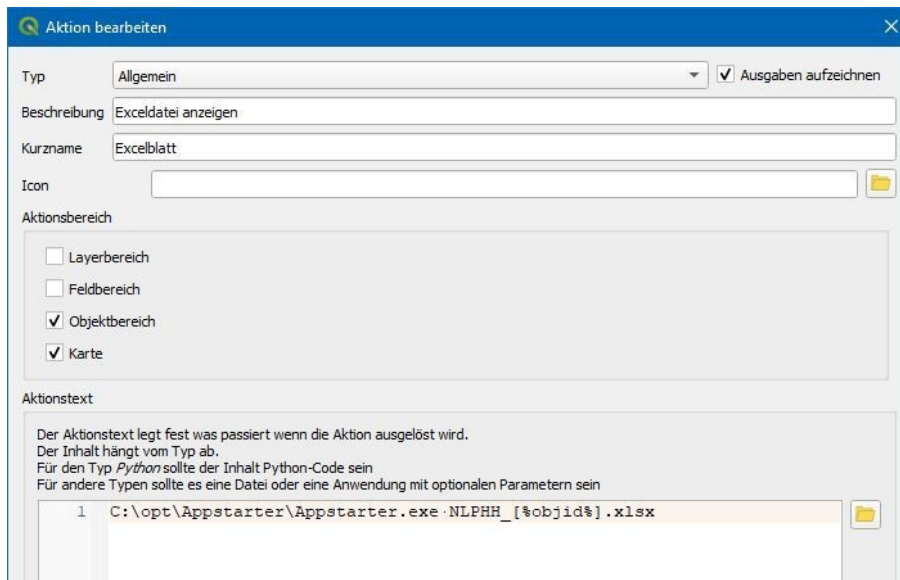 Aktion bearbeiten
Typ Allgemein Ausgaben aufzeichnen
Beschreibung Exceldatei anzeigen
Kurzname Excelblatt
Icon
Aktionsbereich
Layerbereich
Feldbereich
Objektbereich
Karte
Aktionstext
Der Aktionstext legt fest was passiert wenn die Aktion ausgelöst wird.
Der Inhalt hängt vom Typ ab.
Für den Typ Python sollte der Inhalt Python-Code sein
Für andere Typen sollte es eine Datei oder eine Anwendung mit optionalen Parametern sein
1 C:\opt\Appstarter\Appstarter.exe·NLPHH_[%objid%].xlsx